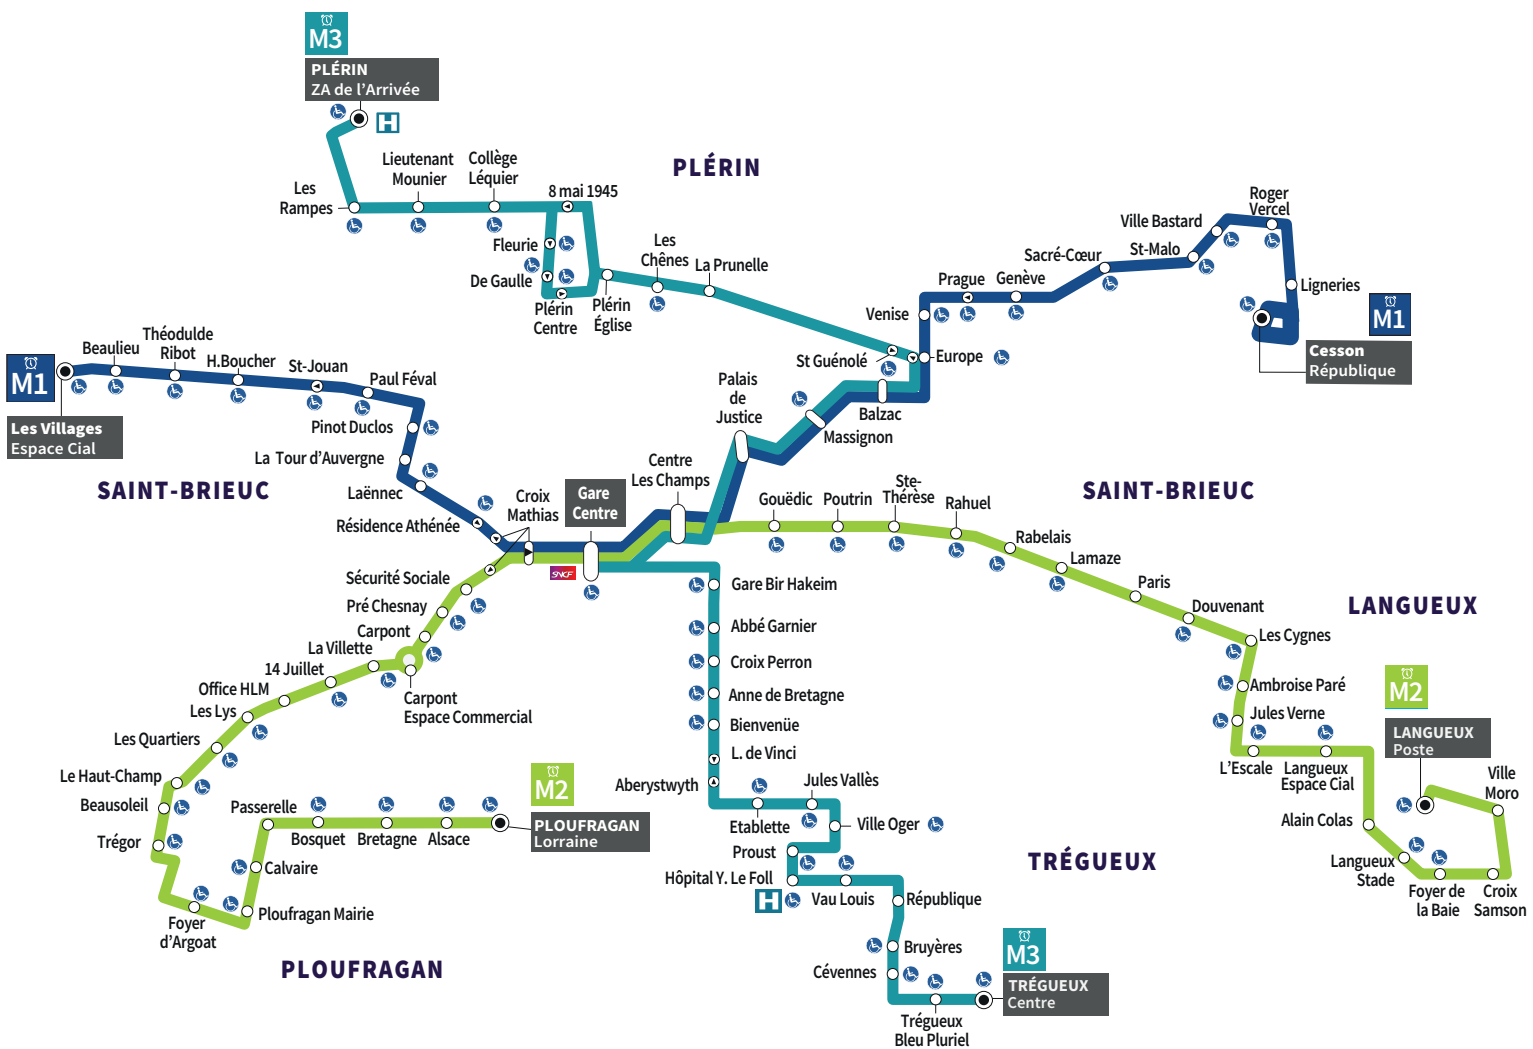 M3
PLÉRIN
ZA de l'Arrivée
H
PLÉRIN
Lieutenant
Mounier
Collège
Léquier
8 mai 1945
Les
Rampes
Fleurie
De Gaulle
Plérin
Centre
Plérin
Église
Les
Chênes
La Prunelle
Roger
Vercel
Ville Bastard
St-Malo
Sacré-Cœur
Genève
Prague
Venise
Ligneries
M1
Cesson
République
Europe
St Guénolé
Balzac
Massignon
Palais
de
Justice
M1
Les Villages
Espace Cial
Beaulieu
Théodulde
Ribot
H.Boucher
St-Jouan
Paul Féval
Pinot Duclos
La Tour d'Auvergne
Laënnec
Résidence Athénée
SAINT-BRIEUC
Croix
Mathias
Gare
Centre
SNCF
Centre
Les Champs
SAINT-BRIEUC
Gouëdic
Poutrin
Ste-
Thérèse
Rahuel
Rabelais
Lamaze
Paris
Douvenant
Les Cygnes
LANGUEUX
Ambroise Paré
Jules Verne
L'Escale
Langueux
Espace Cial
M2
LANGUEUX
Poste
Ville
Moro
Alain Colas
Langueux
Stade
Foyer de
la Baie
Croix
Samson
Sécurité Sociale
Pré Chesnay
Carpont
La Villette
14 Juillet
Office HLM
Les Lys
Carpont
Espace Commercial
Les Quartiers
Le Haut-Champ
Beausoleil
Trégor
Passerelle
Bosquet
Bretagne
Alsace
M2
PLOUFRAGAN
Lorraine
Calvaire
Ploufragan Mairie
Foyer
d'Argoat
PLOUFRAGAN
Gare Bir Hakeim
Abbé Garnier
Croix Perron
Anne de Bretagne
Bienvenüe
L. de Vinci
Aberystwyth
Jules Vallès
Etablette
Ville Oger
Proust
Hôpital Y. Le Foll
H
Vau Louis
République
TRÉGUEUX
Bruyères
Cévennes
M3
TRÉGUEUX
Centre
Trégueux
Bleu Pluriel